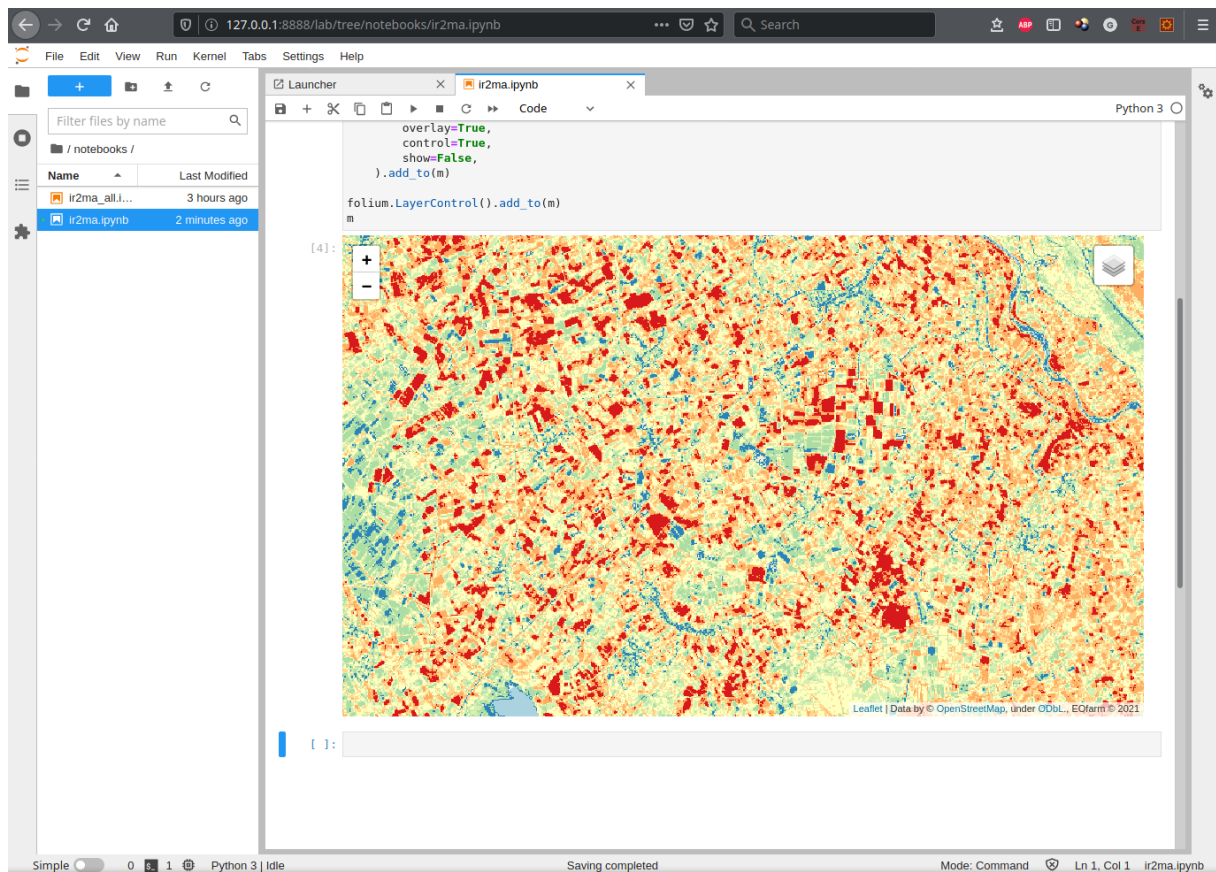 127.0.0.1:8888/lab/tree/notebooks/ir2ma.ipynb
Search
ABP
G
File Edit View Run Kernel Tabs Settings Help
Launcher
ir2ma.ipynb
Code
Python 3
Filter files by name
/ notebooks /
Name Last Modified
ir2ma_all.i… 3 hours ago
ir2ma.ipynb 2 minutes ago
overlay=True,
control=True,
show=False,
).add_to(m)
folium.LayerControl().add_to(m)
m
[4]:
+
−
Leaflet | Data by © OpenStreetMap, under ODbL., EOfarm © 2021
[ ]:
Simple 0 1 Python 3 | Idle Saving completed Mode: Command Ln 1, Col 1 ir2ma.ipynb